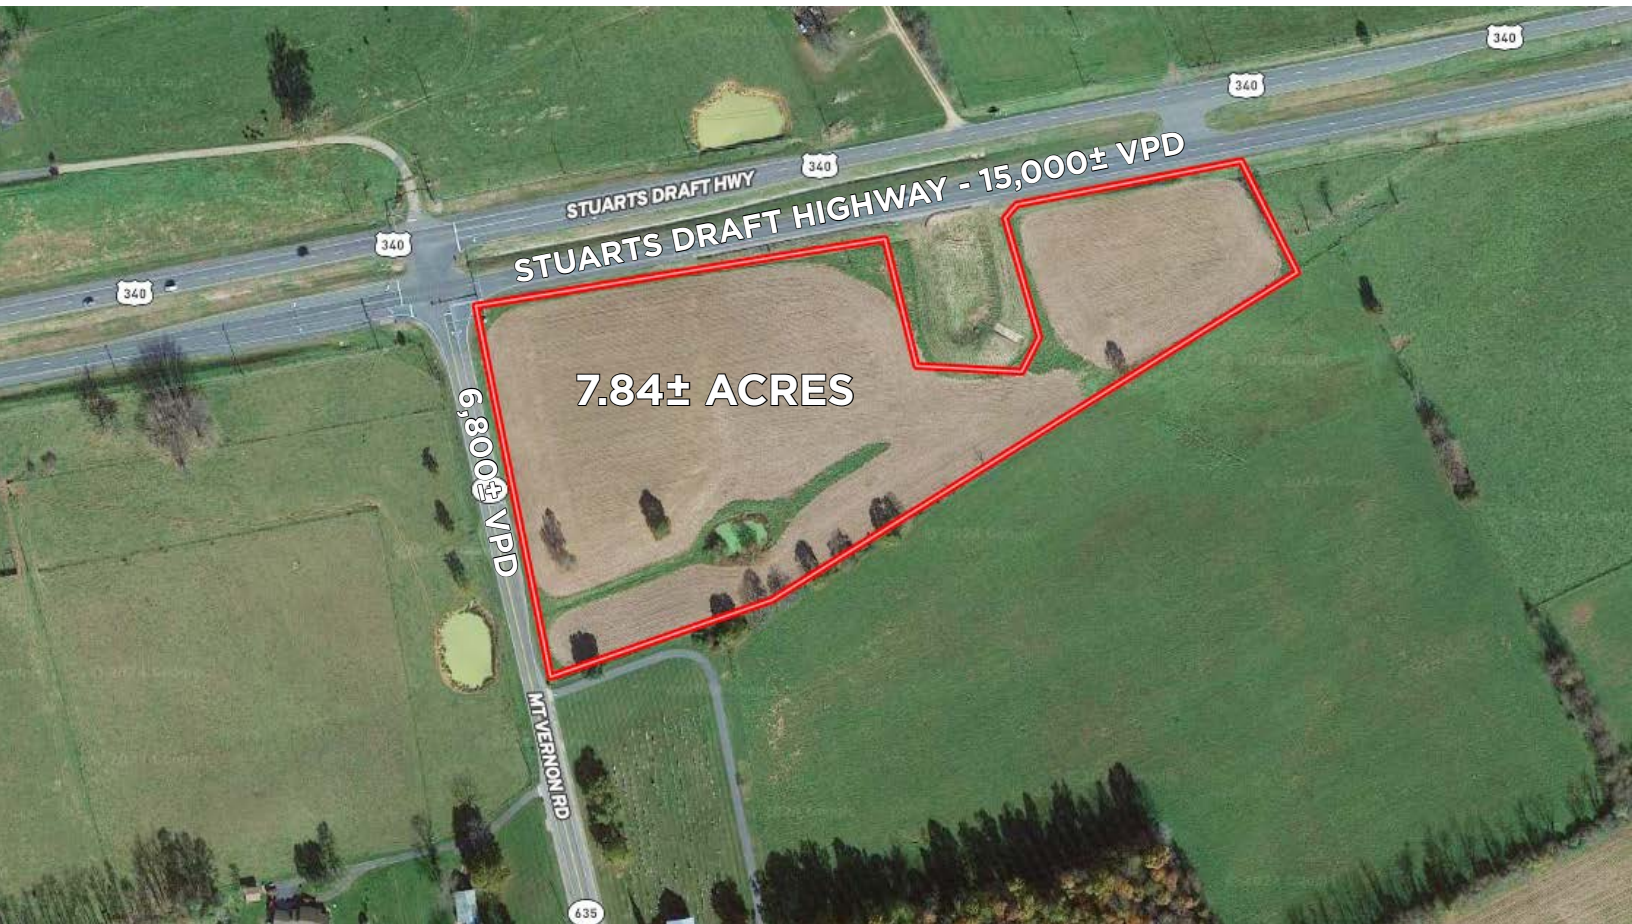 340
340
340
STUARTS DRAFT HWY
STUARTS DRAFT HIGHWAY - 15,000± VPD
340
340
7.84± ACRES
6,800± VPD
MT VERNON RD
635